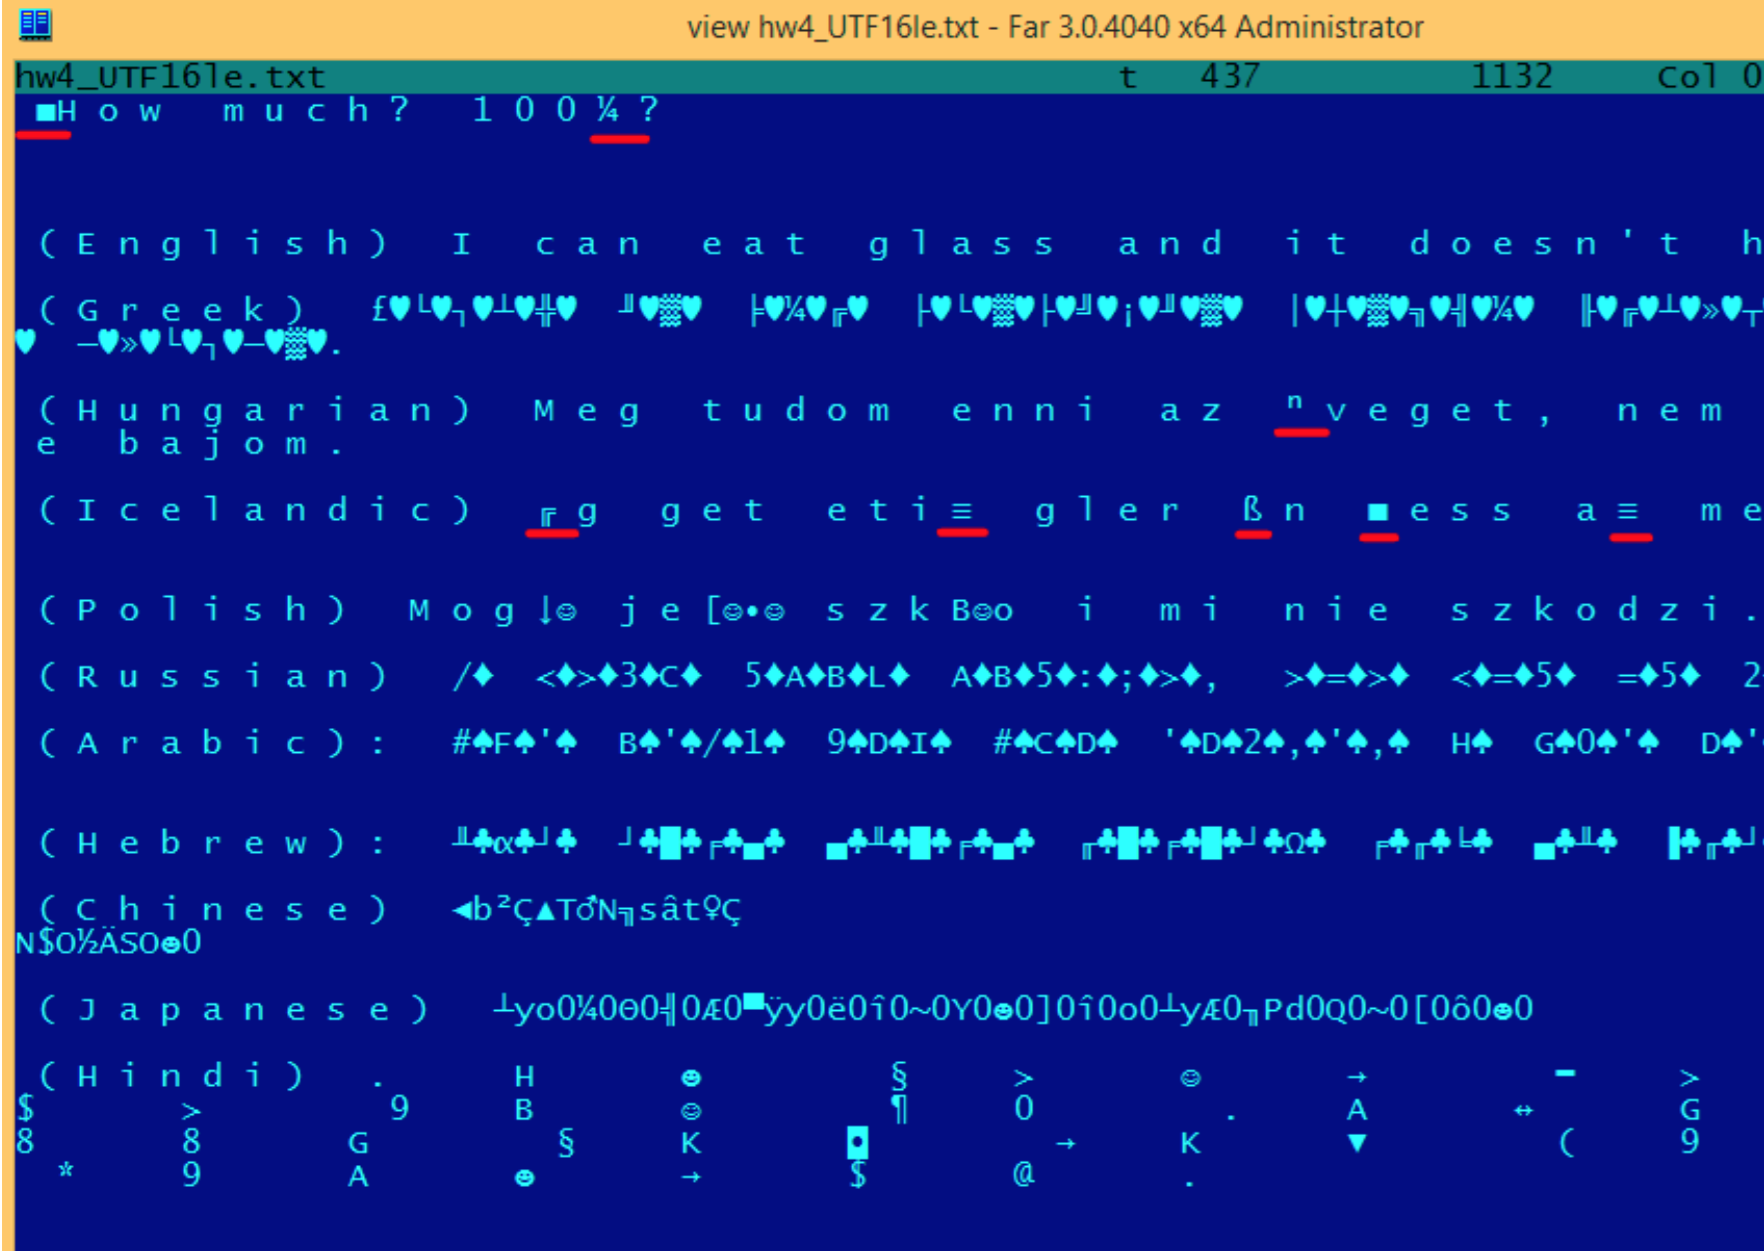 view hw4_UTF16le.txt - Far 3.0.4040 x64 Administrator
hw4_UTF16le.txt t 437 1132 Col 0
■H o w  m u c h ?  1 0 0 ¼ ?
( E n g l i s h )  I  c a n  e a t  g l a s s  a n d  i t  d o e s n ' t  h
( G r e e k )  £♥└♥┐♥┴♥╬♥  ╜♥▒♥  ╞♥¼♥╔♥  ├♥└♥▒♥├♥╝♥¡♥╜♥▒♥  │♥┼♥▒♥╖♥╣♥¼♥  ╟♥╔♥┴♥»♥┬
♥  ─♥»♥└♥┐♥─♥▒♥.
( H u n g a r i a n )  M e g  t u d o m  e n n i  a z  ⁿ v e g e t ,  n e m
e  b a j o m .
( I c e l a n d i c )  ╔ g  g e t  e t i ≡  g l e r  ß n  ■ e s s  a ≡  m e
( P o l i s h )  M o g ↓☺  j e [☺•☺ s z k B☺o  i  m i  n i e  s z k o d z i .
( R u s s i a n )  /♦  <♦>♦3♦C♦  5♦A♦B♦L♦  A♦B♦5♦:♦;♦>♦,  >♦=♦>♦  <♦=♦5♦  =♦5♦  2
( A r a b i c ) :  #♠F♠'♠  B♠'♠/♠1♠  9♠D♠I♠  #♠C♠D♠  '♠D♠2♠,♠'♠,♠  H♠  G♠0♠'♠  D♠'
( H e b r e w ) :  ╨♣α♣┘♣  ┘♣█♣╒♣▄♣  ▄♣╨♣█♣╒♣▄♣  ╓♣█♣╒♣█♣┘♣Ω♣  ╒♣╓♣╘♣  ▄♣╨♣  ▐♣╓♣┘
( C h i n e s e )  ◄b²Ç▲T♂N╖sât♀Ç
N$O½ÄSO☻0
( J a p a n e s e )  ┴yo0¼0Θ0╣0Æ0▀ÿy0ë0î0~0Y0☻0]0î0o0┴yÆ0╖Pd0Q0~0[0ô0☻0
( H i n d i )  .  H  ☻  §  >  ☺  →  ▬  >
$  >  9  B  ☺  ¶  0  .  A  ↔  G
8  8  G  §  K  ◘  →  K  ▼  (  9
*  9  A  ☻  →  $  @  .